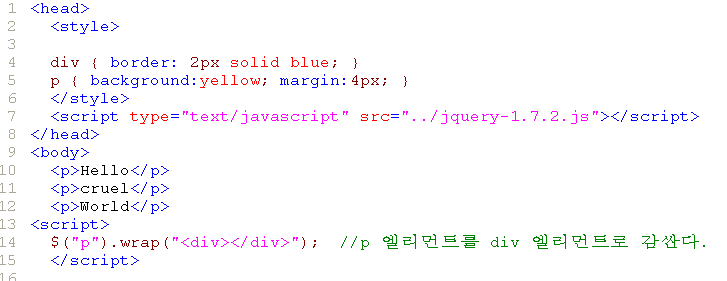 1 <head>
2   <style>
3
4   div { border: 2px solid blue; }
5   p { background:yellow; margin:4px; }
6   </style>
7   <script type="text/javascript" src="../jquery-1.7.2.js"></script>
8 </head>
9 <body>
10   <p>Hello</p>
11   <p>cruel</p>
12   <p>World</p>
13 <script>
14   $("p").wrap("<div></div>");  //p 엘리먼트를 div 엘리먼트로 감싼다.
15   </script>
16